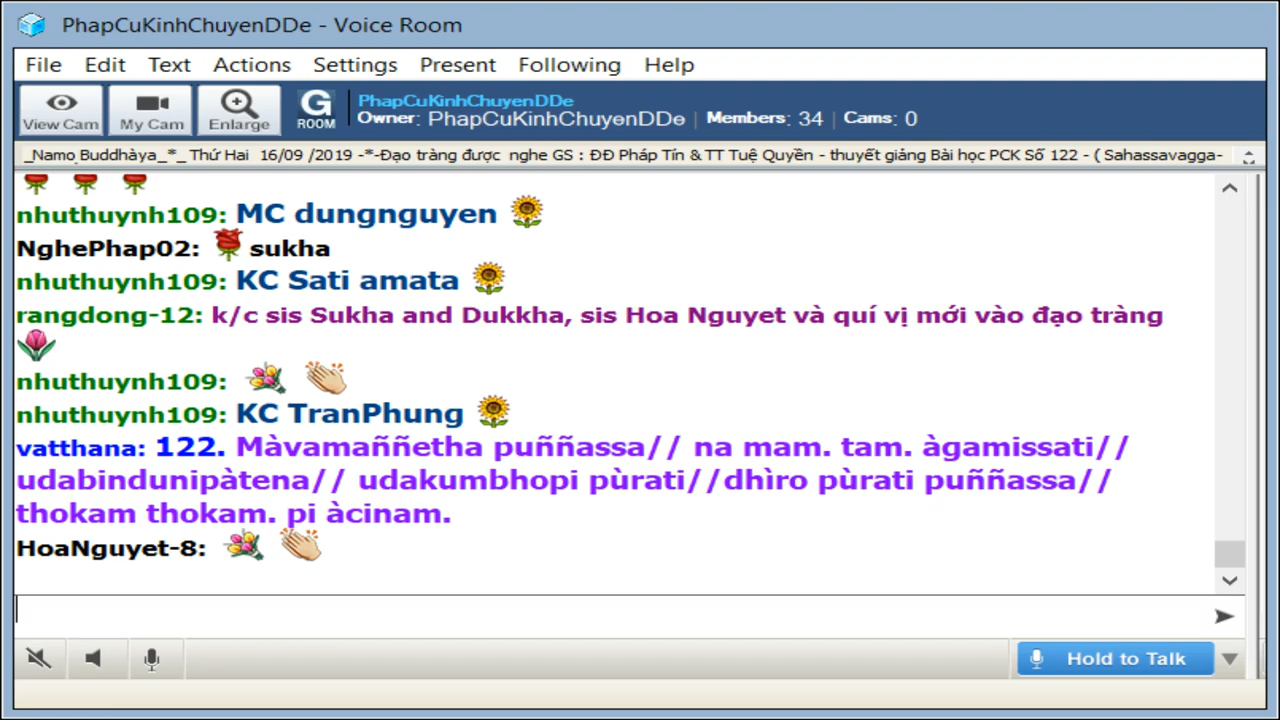 PhapCuKinhChuyenDDe - Voice Room
File Edit Text Actions Settings Present Following Help
View Cam My Cam Enlarge G ROOM
PhapCuKinhChuyenDDe
Owner: PhapCuKinhChuyenDDe | Members: 34 | Cams: 0
_Namo Buddhàya_*_ Thứ Hai 16/09 /2019 -*-Đạo tràng được nghe GS : ĐĐ Pháp Tín & TT Tuệ Quyền - thuyết giảng Bài học PCK Số 122 - ( Sahassavagga-
nhuthuynh109: MC dungnguyen
NghePhap02: sukha
nhuthuynh109: KC Sati amata
rangdong-12: k/c sis Sukha and Dukkha, sis Hoa Nguyet và quí vị mới vào đạo tràng
nhuthuynh109:
nhuthuynh109: KC TranPhung
vatthana: 122. Màvamaññetha puññassa// na mam. tam. àgamissati//
udabindunipàtena// udakumbhopi pùrati//dhìro pùrati puññassa//
thokam thokam. pi àcinam.
HoaNguyet-8:
Hold to Talk